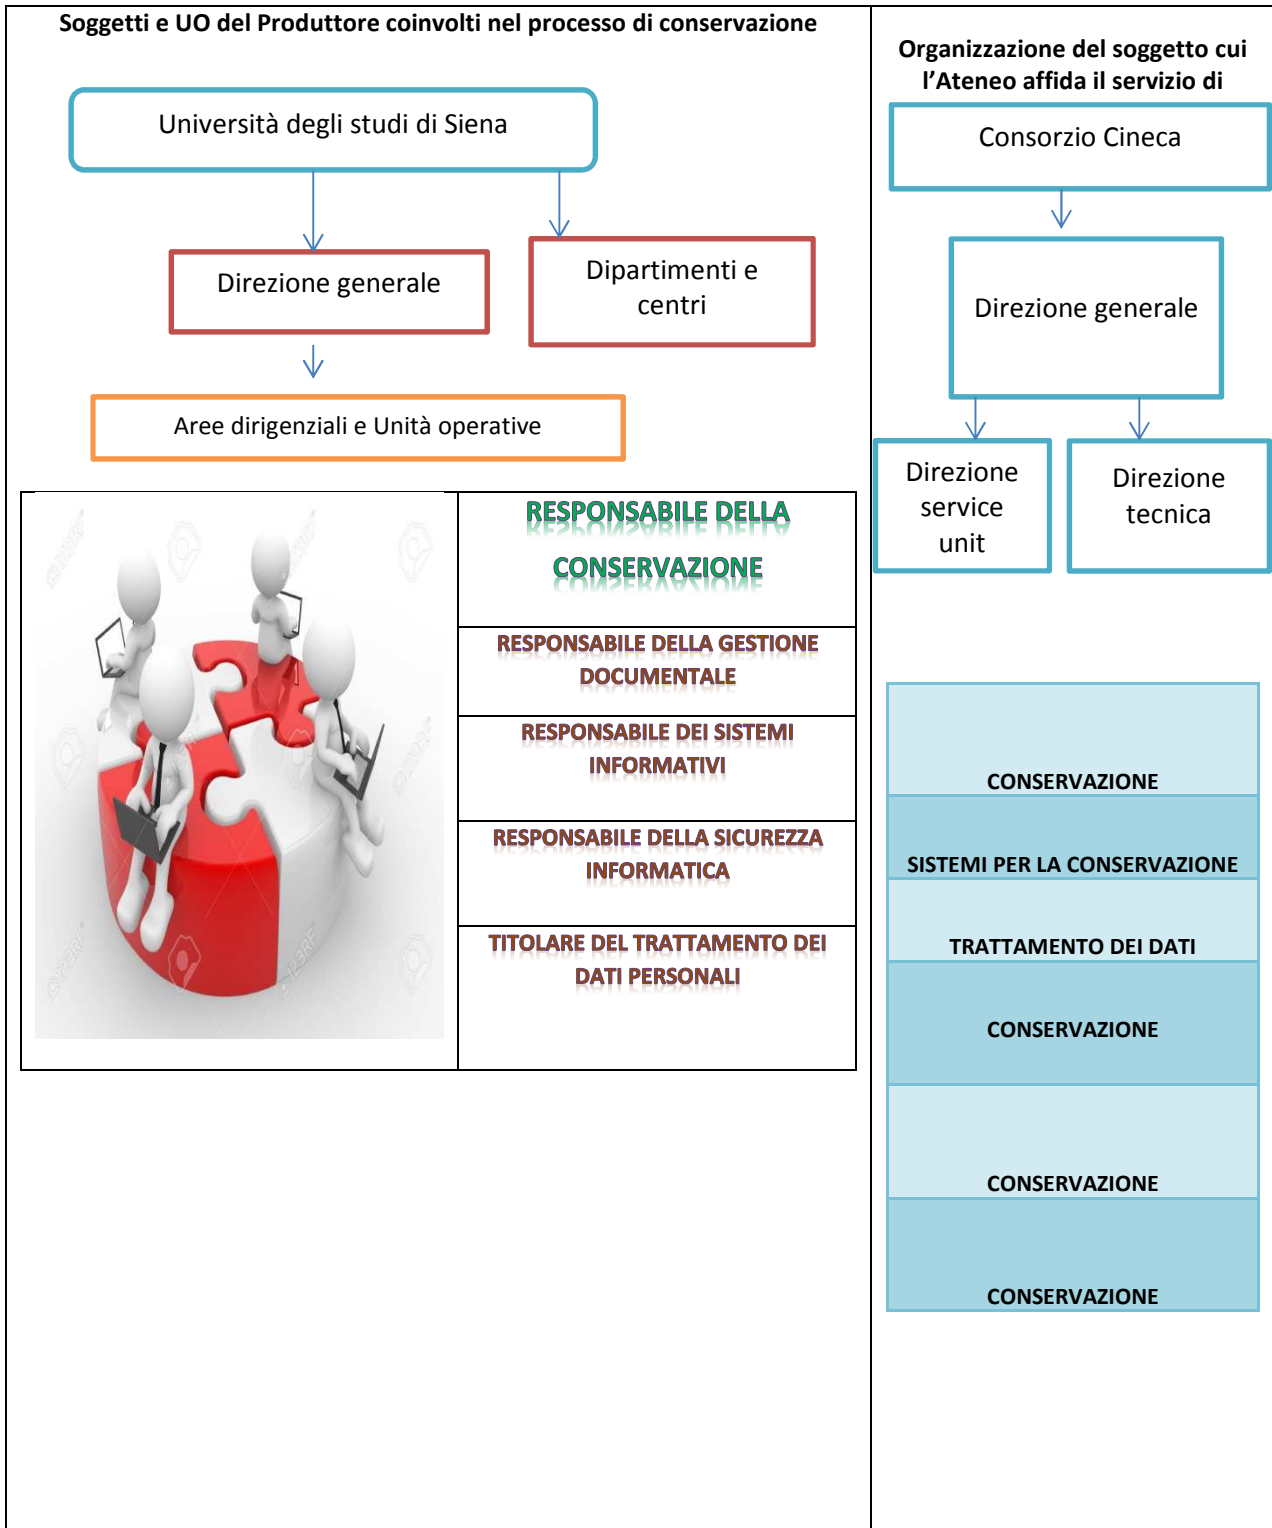 Soggetti e UO del Produttore coinvolti nel processo di conservazione
Università degli studi di Siena
Direzione generale
Dipartimenti e
centri
Aree dirigenziali e Unità operative
RESPONSABILE DELLA
CONSERVAZIONE
RESPONSABILE DELLA GESTIONE
DOCUMENTALE
RESPONSABILE DEI SISTEMI
INFORMATIVI
RESPONSABILE DELLA SICUREZZA
INFORMATICA
TITOLARE DEL TRATTAMENTO DEI
DATI PERSONALI
Organizzazione del soggetto cui
l'Ateneo affida il servizio di
Consorzio Cineca
Direzione generale
Direzione
service
unit
Direzione
tecnica
CONSERVAZIONE
SISTEMI PER LA CONSERVAZIONE
TRATTAMENTO DEI DATI
CONSERVAZIONE
CONSERVAZIONE
CONSERVAZIONE